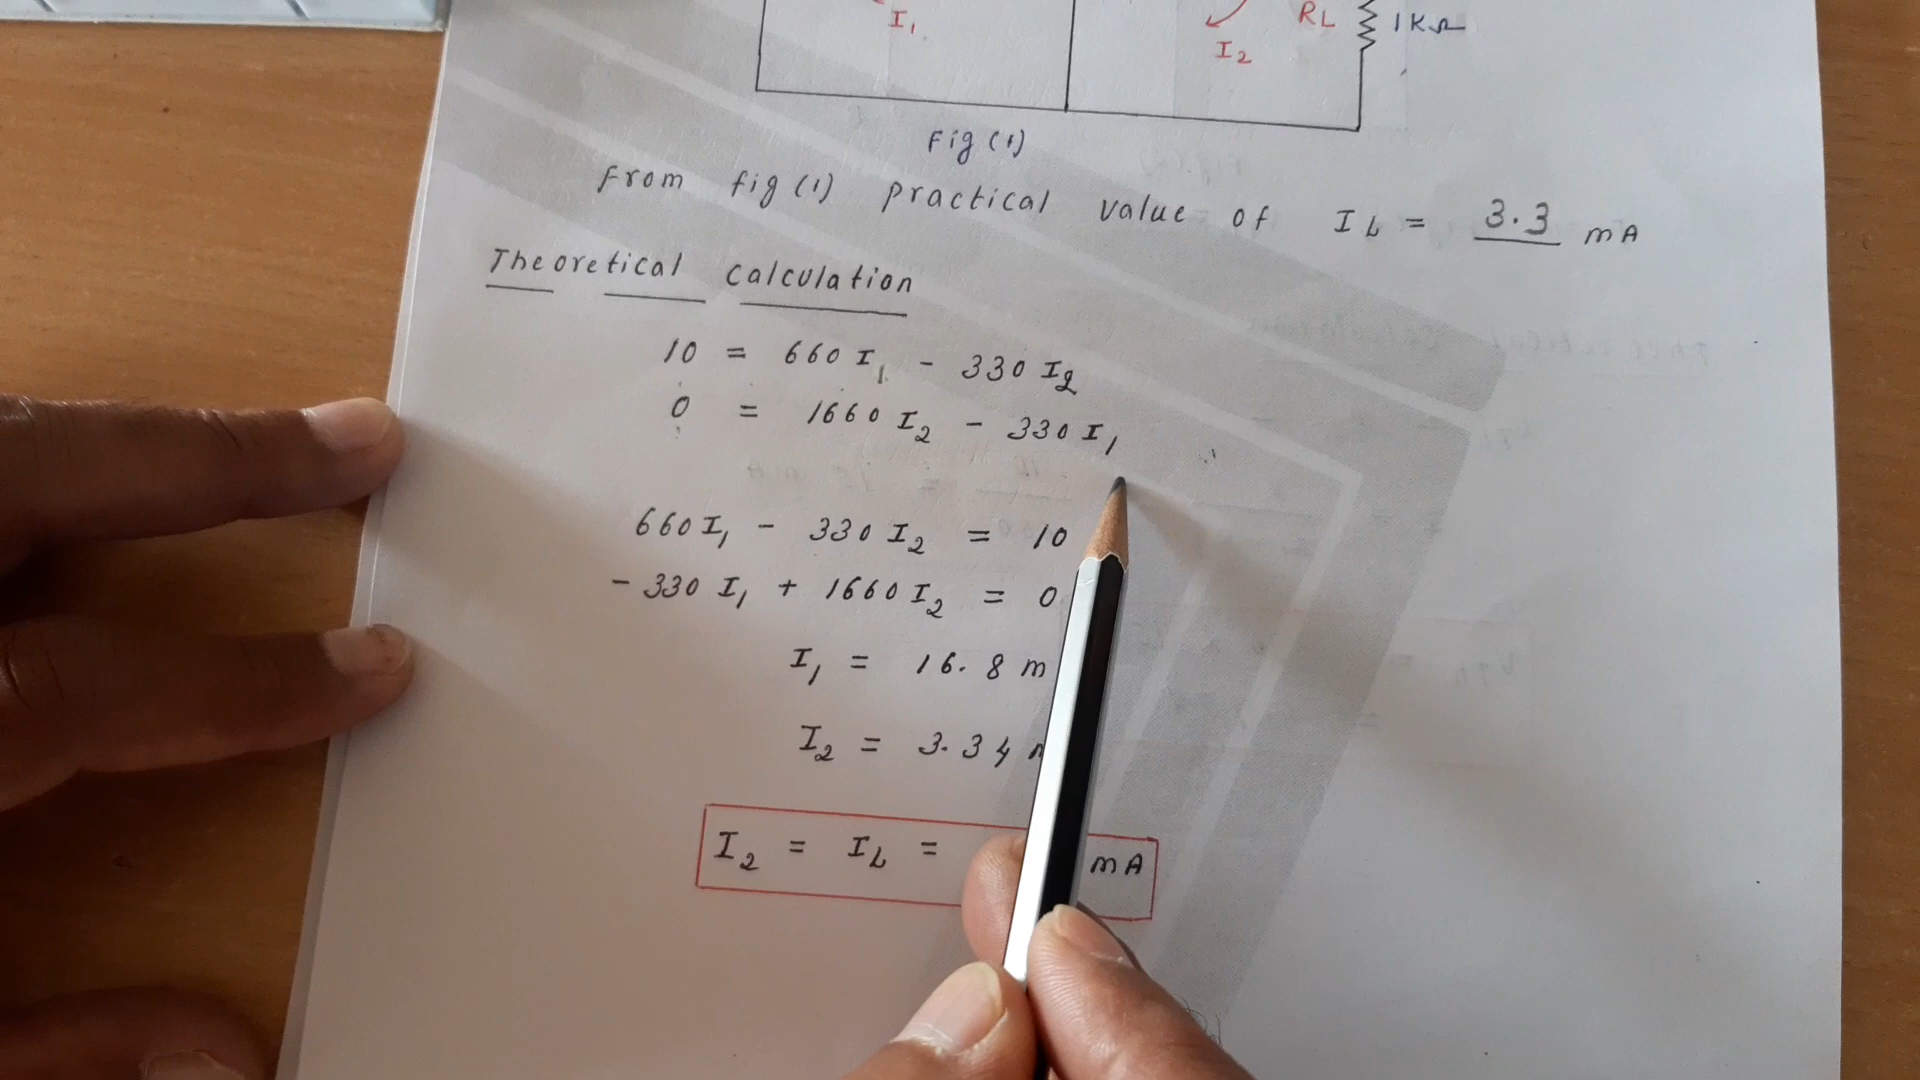 I1
I2
RL
1KΩ
Fig (1)
From fig (1) practical value of IL = 3.3 mA
Theoretical calculation
10 = 660 I1 - 330 I2
0 = 1660 I2 - 330 I1
660 I1 - 330 I2 = 10
- 330 I1 + 1660 I2 = 0
I1 = 16.8 m
I2 = 3.34
I2 = IL = mA